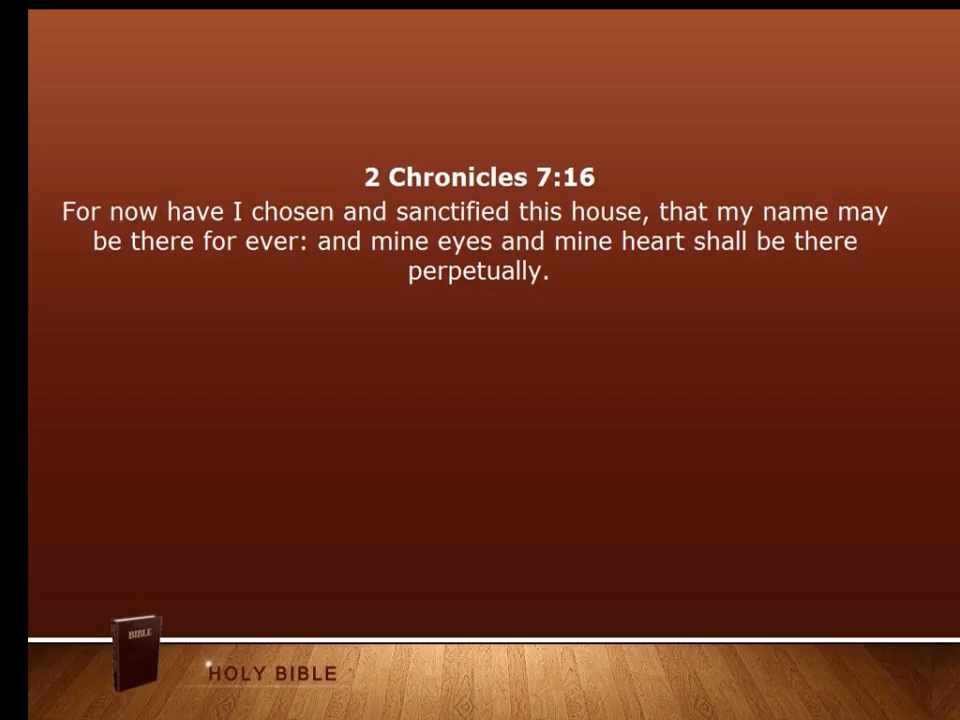 2 Chronicles 7:16
For now have I chosen and sanctified this house, that my name may
be there for ever: and mine eyes and mine heart shall be there
perpetually.
BIBLE
HOLY BIBLE